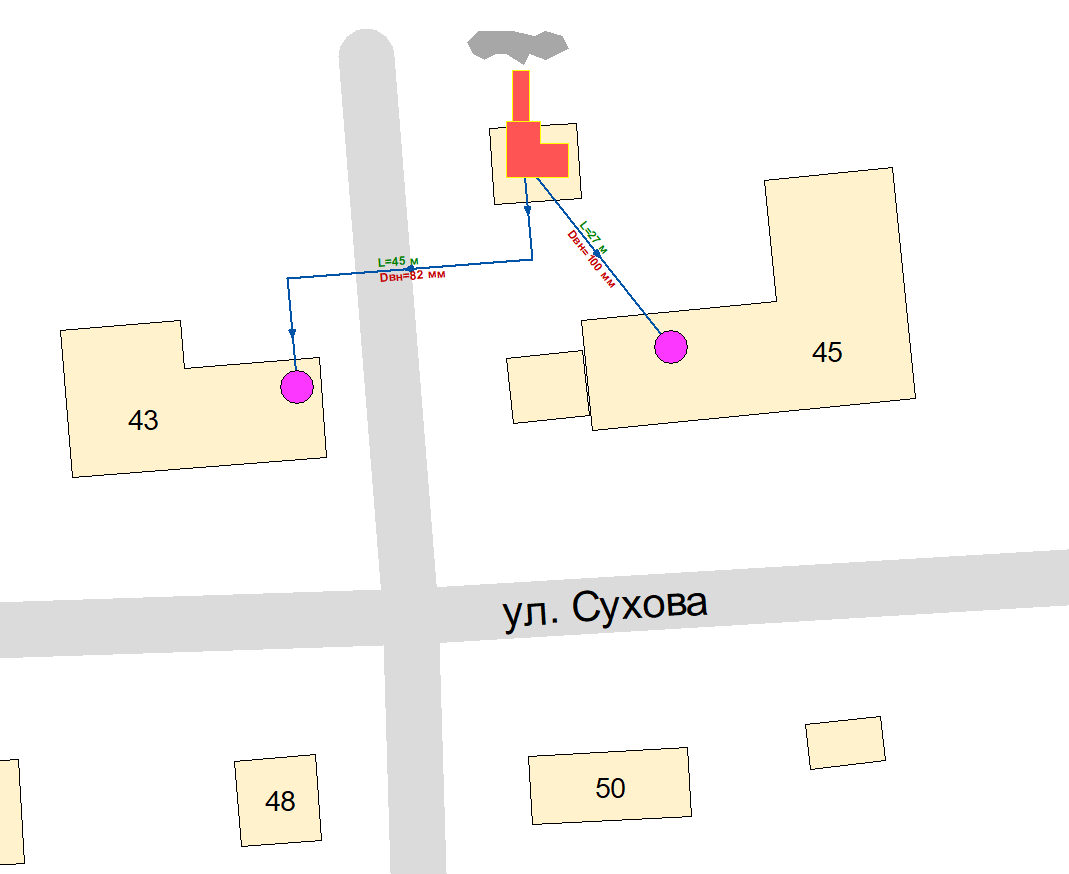 L=27 м
Dвн=100 мм
L=45 м
Dвн=82 мм
45
43
ул. Сухова
50
48